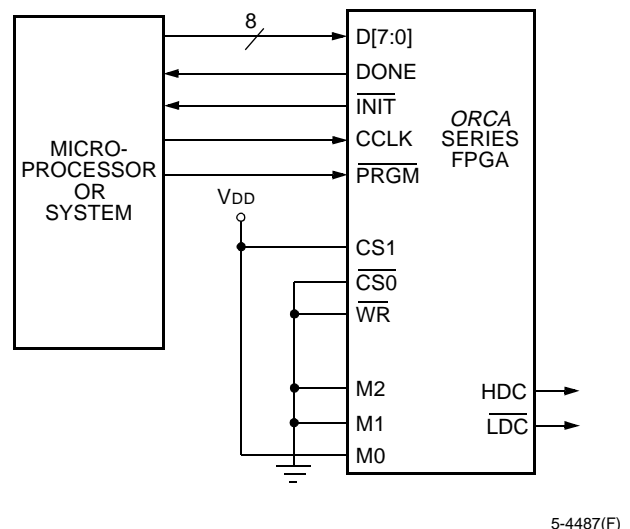 8
D[7:0]
DONE
INIT
CCLK
PRGM
MICRO-
PROCESSOR
OR
SYSTEM
ORCA
SERIES
FPGA
VDD
CS1
CS0
WR
M2
M1
M0
HDC
LDC
5-4487(F)